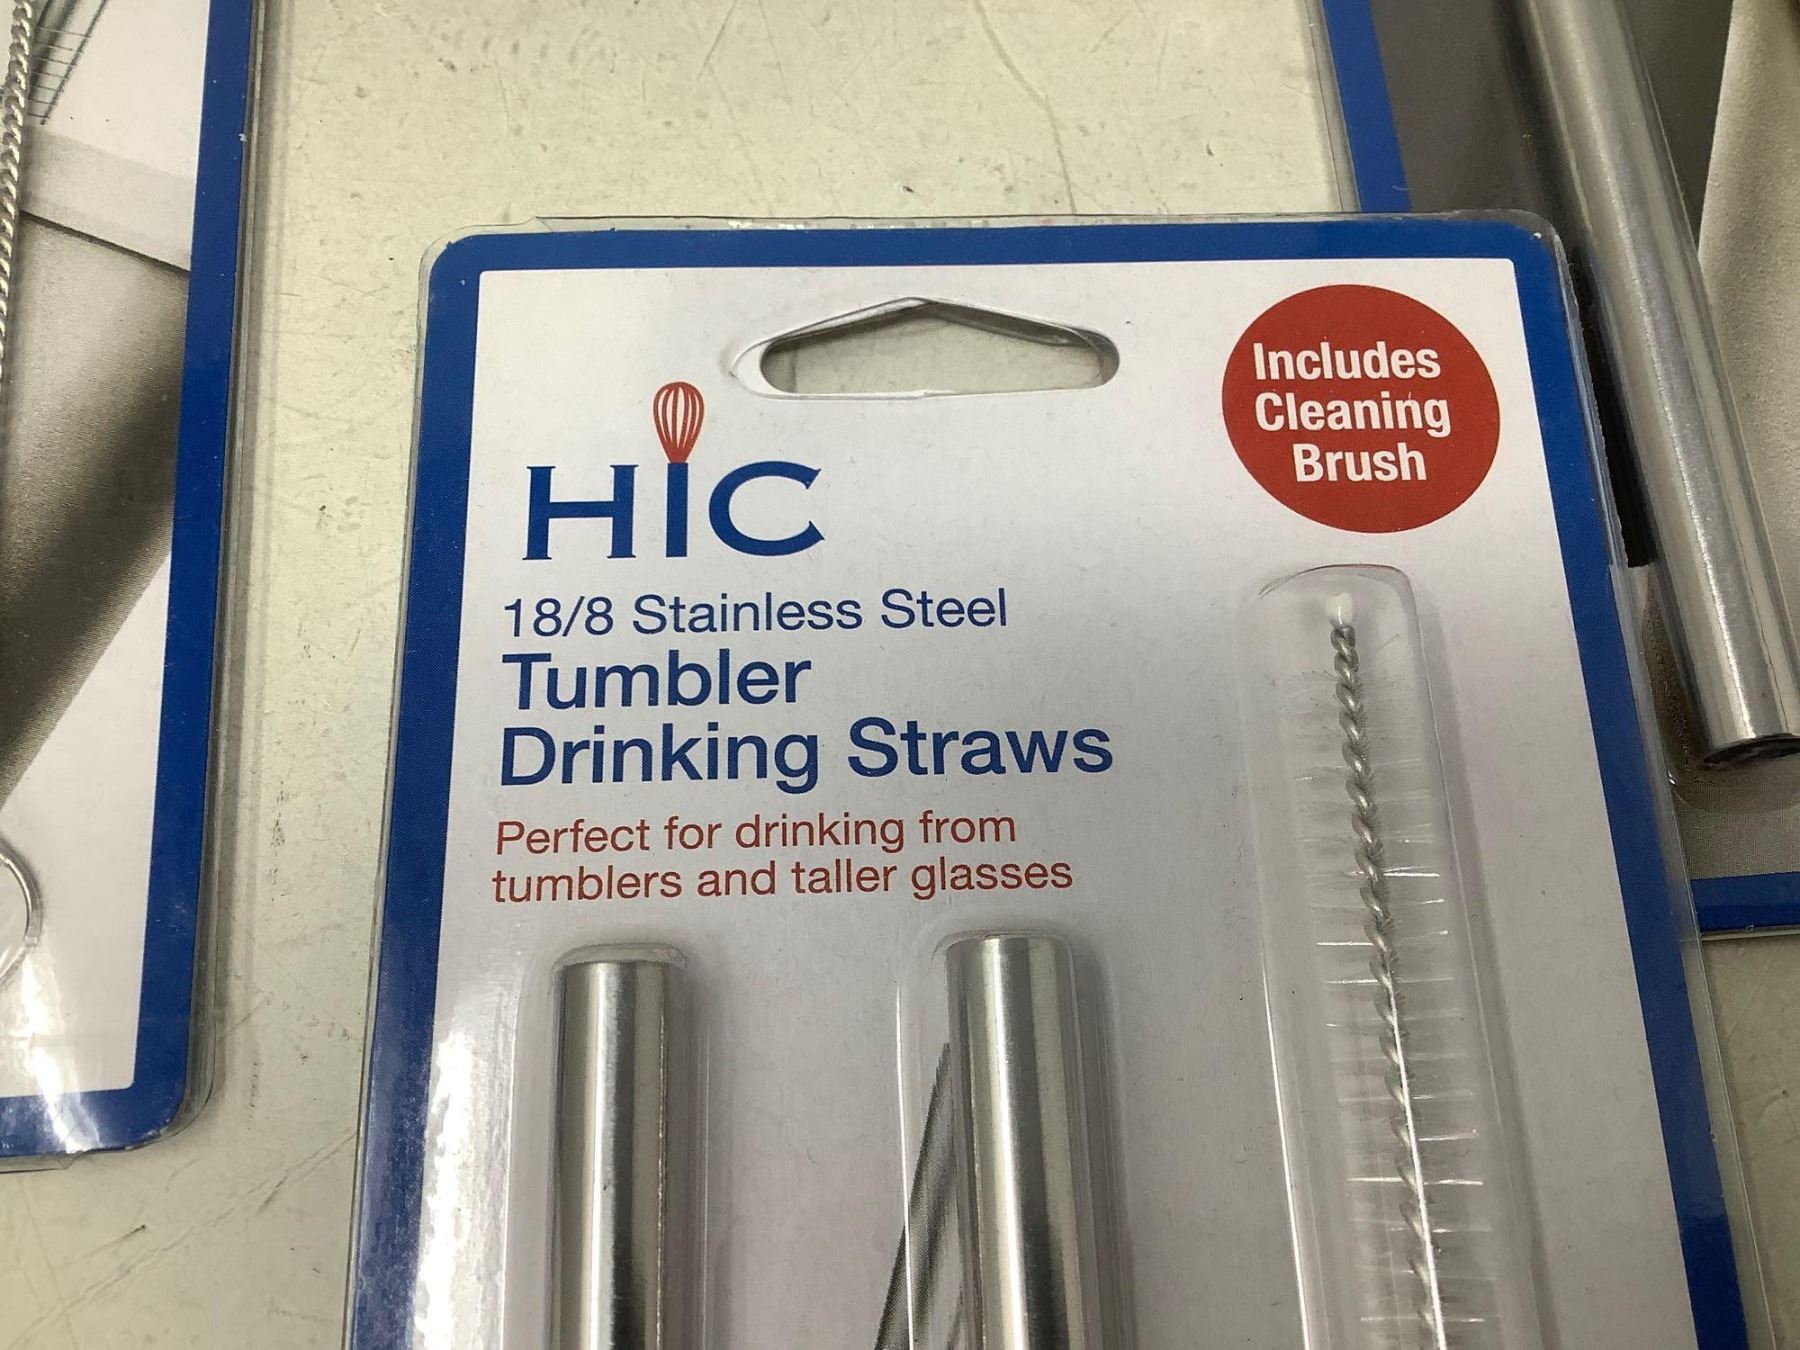 Includes
Cleaning
Brush
HIC
18/8 Stainless Steel
Tumbler
Drinking Straws
Perfect for drinking from
tumblers and taller glasses